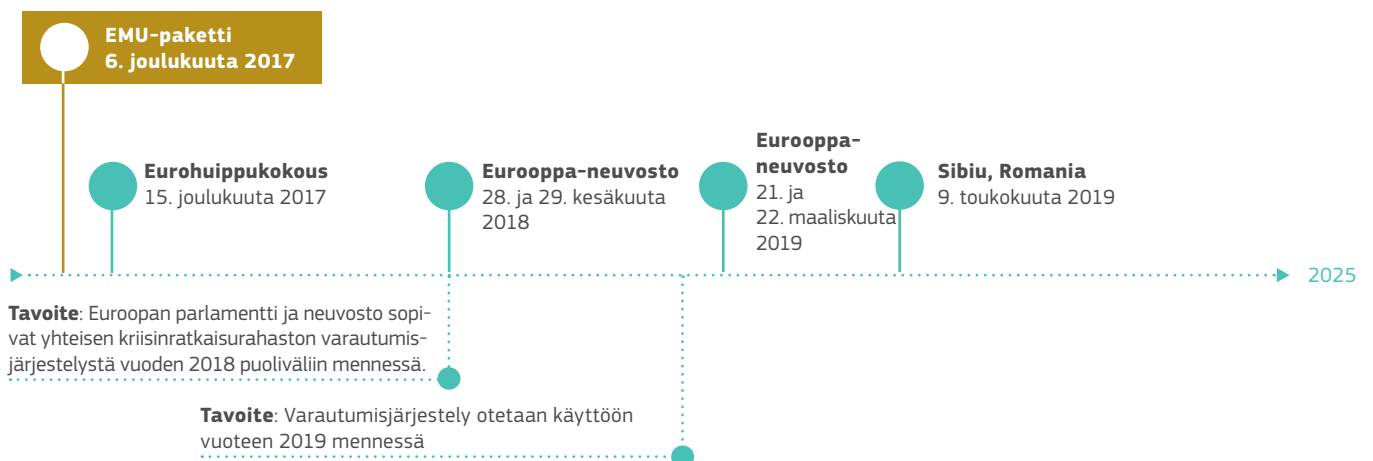 EMU-paketti
6. joulukuuta 2017
Eurohuippukokous
15. joulukuuta 2017
Eurooppa-neuvosto
28. ja 29. kesäkuuta
2018
Eurooppa-
neuvosto
21. ja
22. maaliskuuta
2019
Sibiu, Romania
9. toukokuuta 2019
2025
Tavoite: Euroopan parlamentti ja neuvosto sopi-
vat yhteisen kriisinratkaisurahaston varautumis-
järjestelystä vuoden 2018 puoliväliin mennessä.
Tavoite: Varautumisjärjestely otetaan käyttöön
vuoteen 2019 mennessä